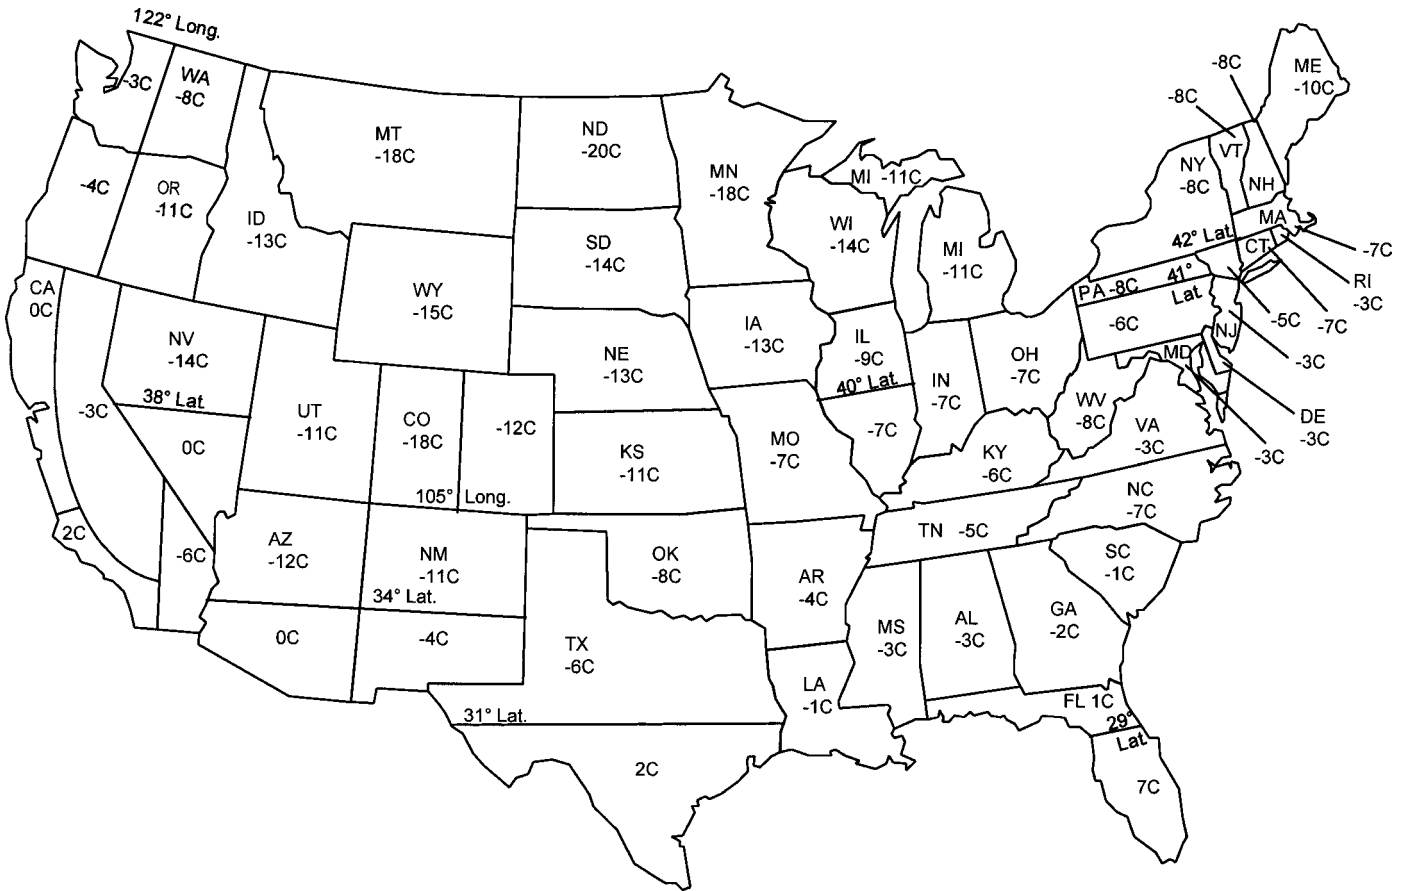 122° Long.
-3C
WA
-8C
-4C
OR
-11C
ID
-13C
MT
-18C
ND
-20C
MN
-18C
SD
-14C
WY
-15C
WI
-14C
MI -11C
MI
-11C
-8C
-8C
ME
-10C
VT
NY
-8C
NH
MA
42° Lat.
CT
-7C
RI
-3C
-7C
-5C
41°
Lat
PA -8C
-6C
NJ
-3C
MD
DE
-3C
-3C
CA
0C
NV
-14C
38° Lat.
0C
-3C
2C
-6C
UT
-11C
CO
-18C
-12C
105° Long.
NE
-13C
KS
-11C
IA
-13C
MO
-7C
IL
-9C
40° Lat.
-7C
IN
-7C
OH
-7C
WV
-8C
VA
-3C
KY
-6C
NC
-7C
TN -5C
SC
-1C
AZ
-12C
0C
NM
-11C
34° Lat.
-4C
OK
-8C
AR
-4C
TX
-6C
31° Lat.
2C
LA
-1C
MS
-3C
AL
-3C
GA
-2C
FL 1C
29°
Lat.
7C